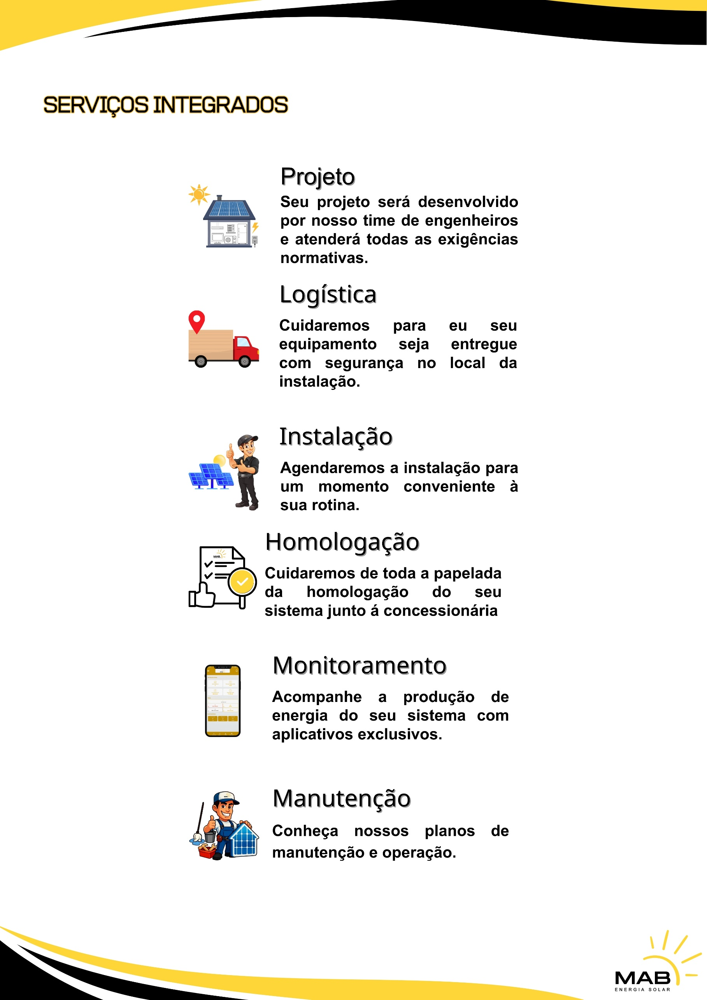 SERVIÇOS INTEGRADOS
Projeto
Seu projeto será desenvolvido
por nosso time de engenheiros
e atenderá todas as exigências
normativas.
Logística
Cuidaremos para eu seu
equipamento seja entregue
com segurança no local da
instalação.
Instalação
Agendaremos a instalação para
um momento conveniente à
sua rotina.
Homologação
MAB
Cuidaremos de toda a papelada
da homologação do seu
sistema junto á concessionária
Monitoramento
Acompanhe a produção de
energia do seu sistema com
aplicativos exclusivos.
Manutenção
Conheça nossos planos de
manutenção e operação.
MAB
ENERGIA SOLAR